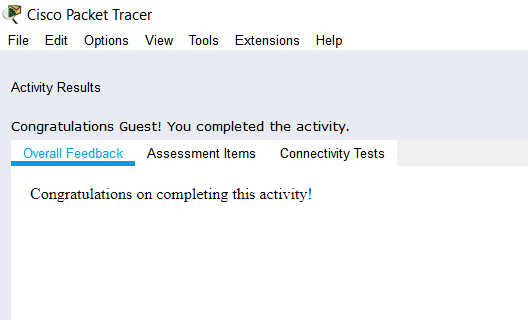 Cisco Packet Tracer
File Edit Options View Tools Extensions Help
Activity Results
Congratulations Guest! You completed the activity.
Overall Feedback Assessment Items Connectivity Tests
Congratulations on completing this activity!